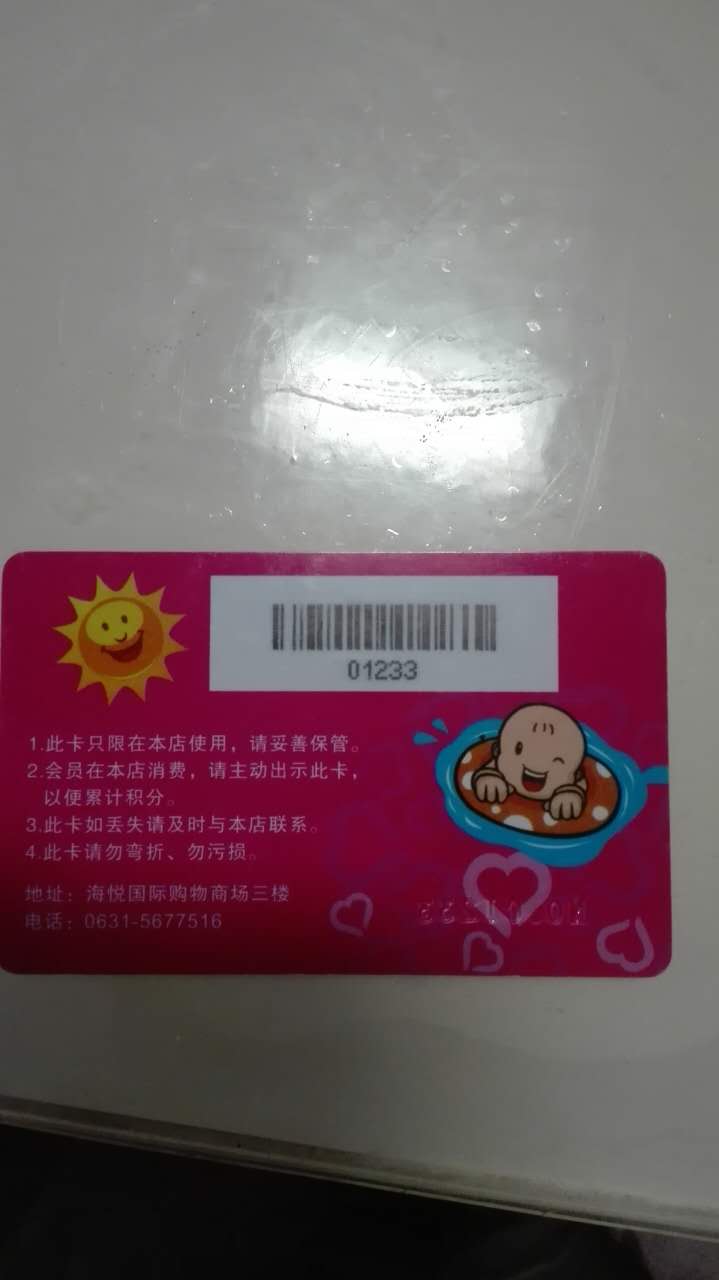 01233
1.此卡只限在本店使用，请妥善保管。
2.会员在本店消费，请主动出示此卡，
以便累计积分。
3.此卡如丢失请及时与本店联系。
4.此卡请勿弯折、勿污损。
地址：海悦国际购物商场三楼
电话：0631-5677516